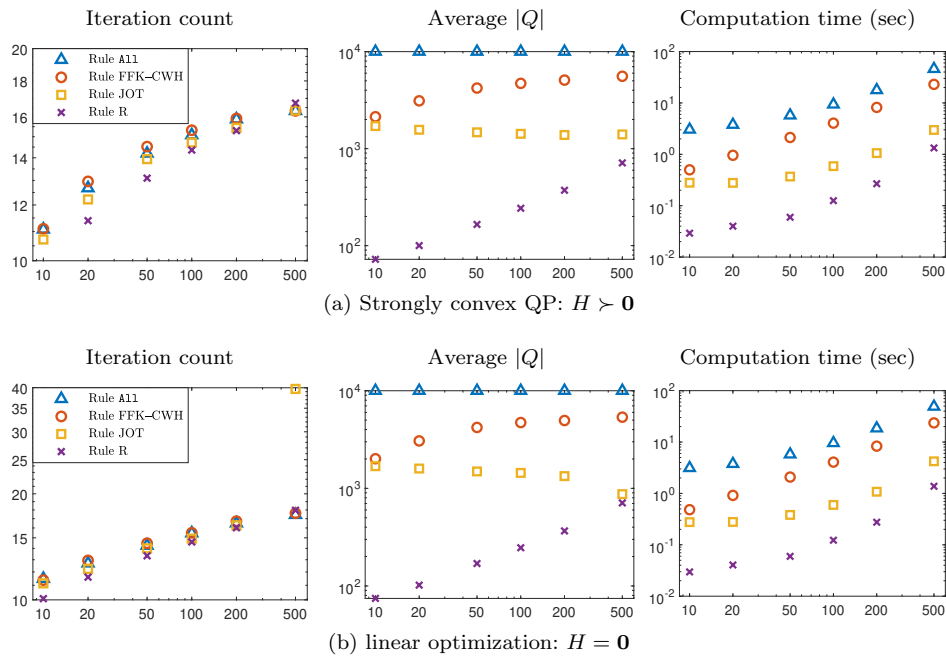 Iteration count
Average |Q|
Computation time (sec)
20
18
16
14
12
10
Rule All
Rule FFK−CWH
Rule JOT
Rule R
10 20 50 100 200 500
10^4
10^3
10^2
10 20 50 100 200 500
10^2
10^1
10^0
10^-1
10^-2
10 20 50 100 200 500
(a) Strongly convex QP: H ≻ 0
Iteration count
Average |Q|
Computation time (sec)
40
35
30
25
20
15
10
Rule All
Rule FFK−CWH
Rule JOT
Rule R
10 20 50 100 200 500
10^4
10^3
10^2
10 20 50 100 200 500
10^2
10^1
10^0
10^-1
10^-2
10 20 50 100 200 500
(b) linear optimization: H = 0